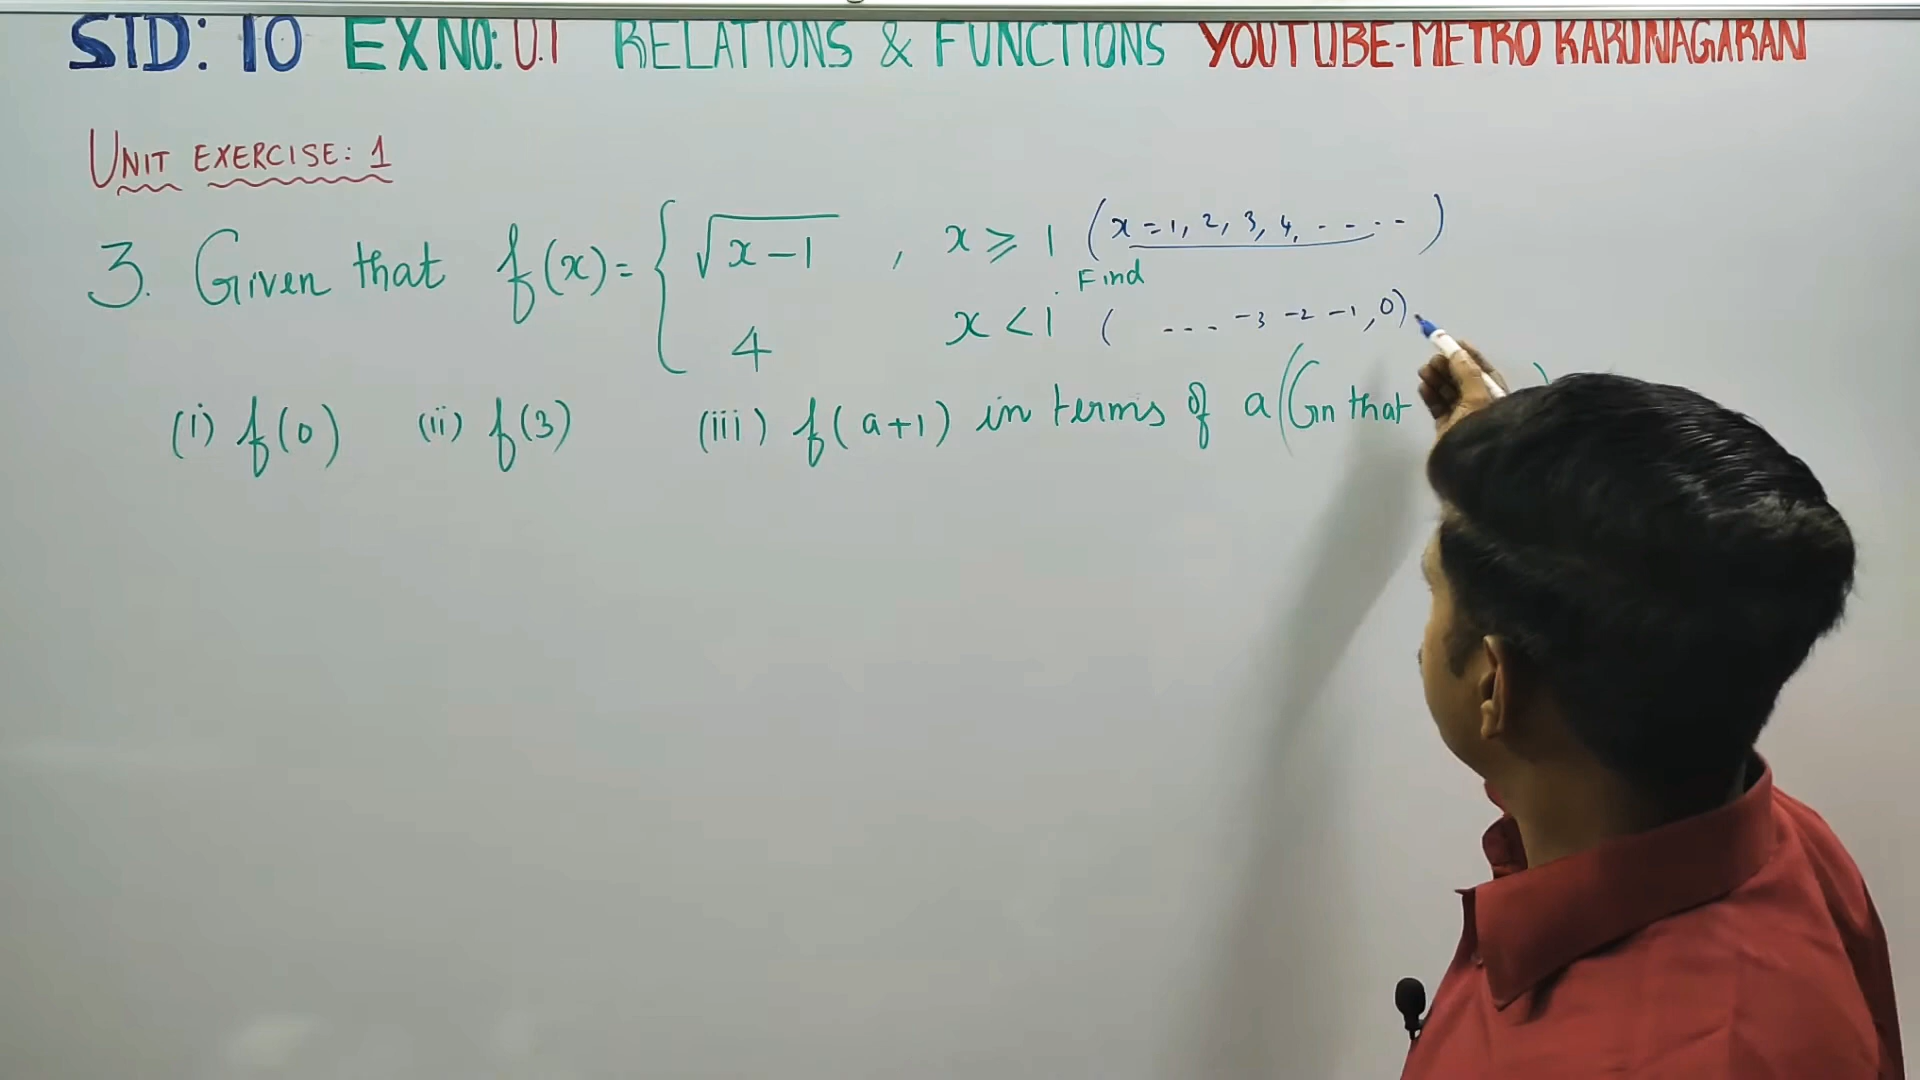 STD: 10 EX NO: U.1 RELATIONS & FUNCTIONS YOUTUBE-METRO KARUNAGARAN
UNIT EXERCISE: 1
3. Given that f(x) = { √x-1 , x ≥ 1 (x = 1, 2, 3, 4, - - - - - )
Find
4 x < 1 ( - - - -3 -2 -1, 0)
(i) f(0) (ii) f(3) (iii) f(a+1) in terms of a (Gn that